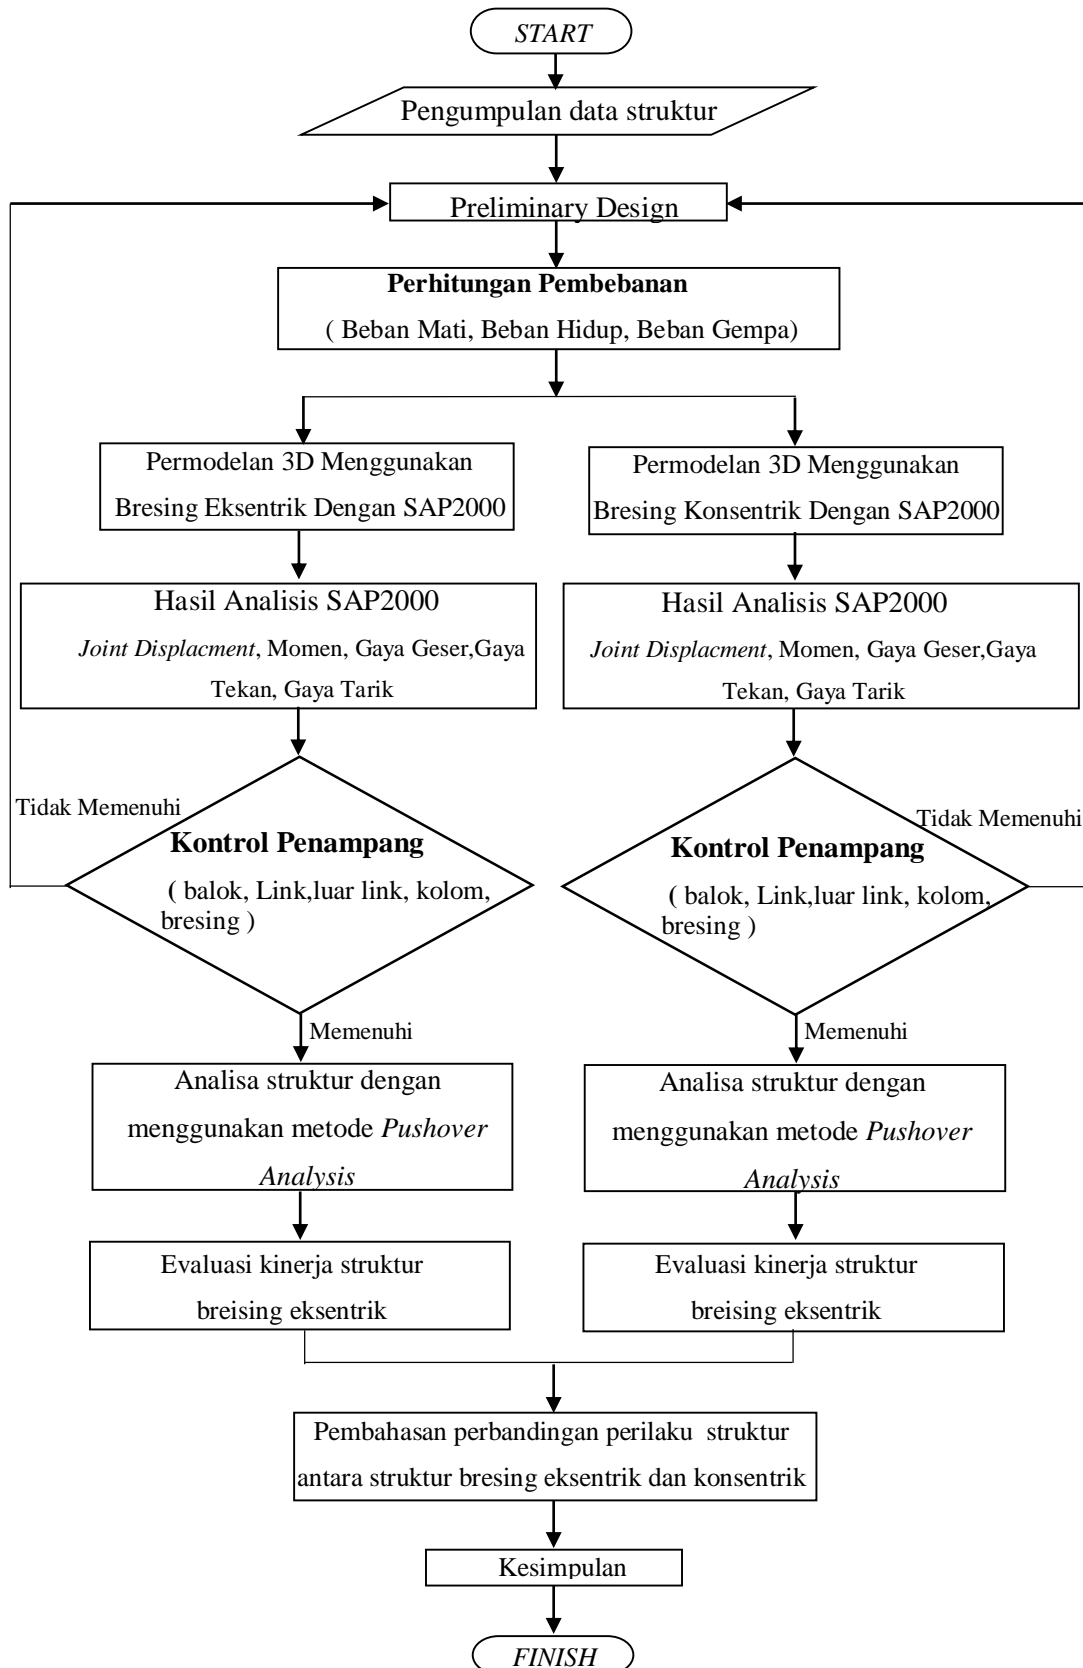 START
Pengumpulan data struktur
Preliminary Design
Perhitungan Pembebanan
( Beban Mati, Beban Hidup, Beban Gempa)
Permodelan 3D Menggunakan
Bresing Eksentrik Dengan SAP2000
Permodelan 3D Menggunakan
Bresing Konsentrik Dengan SAP2000
Hasil Analisis SAP2000
Joint Displacment, Momen, Gaya Geser,Gaya
Tekan, Gaya Tarik
Hasil Analisis SAP2000
Joint Displacment, Momen, Gaya Geser,Gaya
Tekan, Gaya Tarik
Tidak Memenuhi
Kontrol Penampang
( balok, Link,luar link, kolom,
bresing )
Tidak Memenuhi
Kontrol Penampang
( balok, Link,luar link, kolom,
bresing )
Memenuhi
Memenuhi
Analisa struktur dengan
menggunakan metode Pushover
Analysis
Analisa struktur dengan
menggunakan metode Pushover
Analysis
Evaluasi kinerja struktur
breising eksentrik
Evaluasi kinerja struktur
breising eksentrik
Pembahasan perbandingan perilaku struktur
antara struktur bresing eksentrik dan konsentrik
Kesimpulan
FINISH